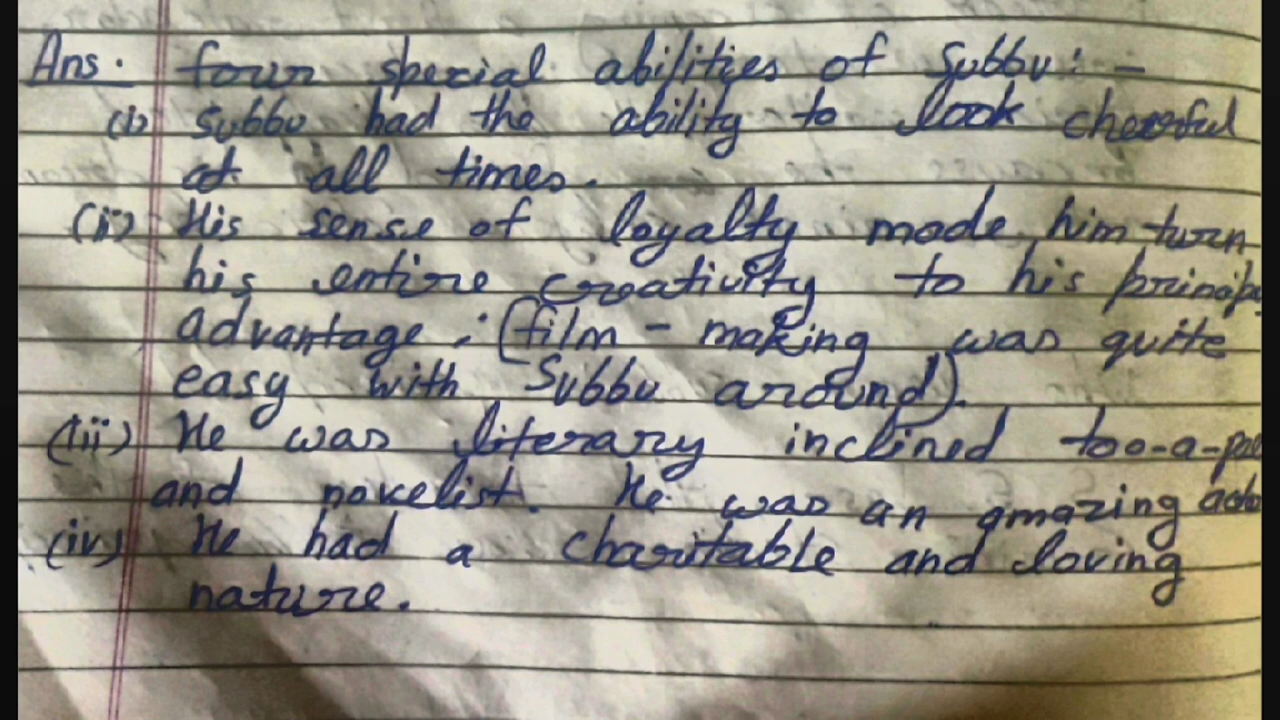 Ans. four special abilities of Subbu: -
(i) Subbu had the ability to look cheerful
at all times.
(ii) His sense of loyalty made him turn
his entire creativity to his
advantage. (film - making was quite
easy with Subbu around).
(iii) He was literary inclined too-a-
and novelist. He was an amazing
(iv) He had a charitable and loving
nature.